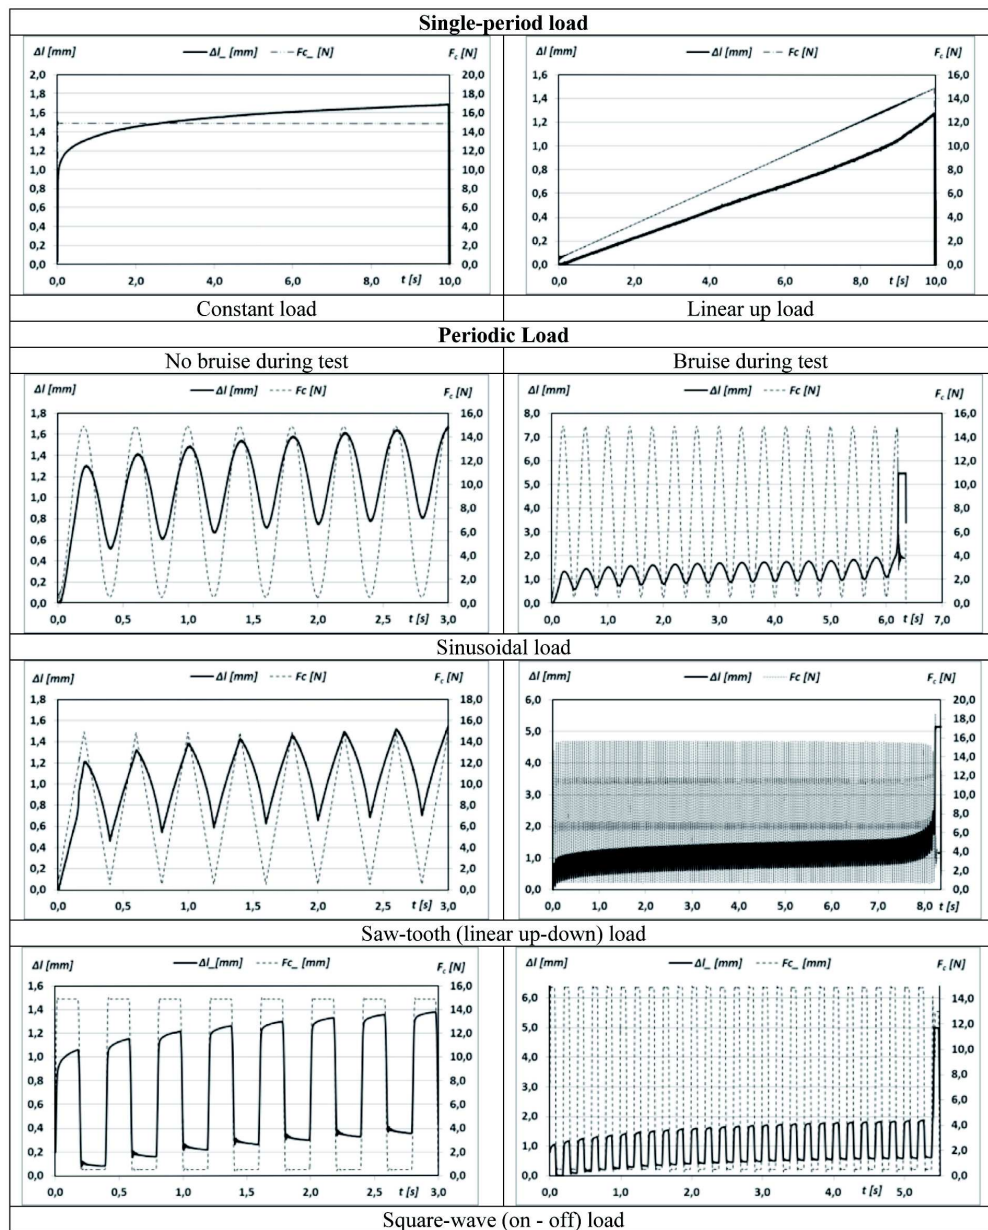 Single-period load
Δl [mm] Δl_ [mm] Fc_ [N] Fc [N]
2,0 20,0
1,8 18,0
1,6 16,0
1,4 14,0
1,2 12,0
1,0 10,0
0,8 8,0
0,6 6,0
0,4 4,0
0,2 2,0
0,0 t [s] 0,0
0,0 2,0 4,0 6,0 8,0 10,0
Constant load
Δl [mm] Δl [mm] Fc [N] Fc [N]
1,6 16,0
1,4 14,0
1,2 12,0
1,0 10,0
0,8 8,0
0,6 6,0
0,4 4,0
0,2 2,0
0,0 t [s] 0,0
0,0 2,0 4,0 6,0 8,0 10,0
Linear up load
Periodic Load
No bruise during test
Bruise during test
Δl [mm] Δl [mm] Fc [N] Fc [N]
1,8 16,0
1,6 14,0
1,4 12,0
1,2 10,0
1,0 8,0
0,8 6,0
0,6 4,0
0,4 2,0
0,2 0,0
0,0 t [s]
0,0 0,5 1,0 1,5 2,0 2,5 3,0
Δl [mm] Δl [mm] Fc [N] Fc [N]
8,0 16,0
7,0 14,0
6,0 12,0
5,0 10,0
4,0 8,0
3,0 6,0
2,0 4,0
1,0 2,0
0,0 0,0
0,0 1,0 2,0 3,0 4,0 5,0 6,0 t [s] 7,0
Sinusoidal load
Δl [mm] Δl [mm] Fc [N] Fc [N]
1,8 18,0
1,6 16,0
1,4 14,0
1,2 12,0
1,0 10,0
0,8 8,0
0,6 6,0
0,4 4,0
0,2 2,0
0,0 t [s] 0,0
0,0 0,5 1,0 1,5 2,0 2,5 3,0
Δl [mm] Δl [mm] Fc [N] Fc [N]
6,0 20,0
5,0 18,0
4,0 16,0
3,0 14,0
2,0 12,0
1,0 10,0
0,0 8,0
6,0
4,0
2,0
0,0
0,0 1,0 2,0 3,0 4,0 5,0 6,0 7,0 8,0 t [s]
Saw-tooth (linear up-down) load
Δl [mm] Δl_[mm] Fc_ [mm] Fc [N]
1,6 16,0
1,4 14,0
1,2 12,0
1,0 10,0
0,8 8,0
0,6 6,0
0,4 4,0
0,2 2,0
0,0 0,0
0,0 0,5 1,0 1,5 2,0 2,5 t [s] 3,0
Δl [mm] Δl_ [mm] Fc_ [mm] Fc [N]
6,0 14,0
5,0 12,0
4,0 10,0
3,0 8,0
2,0 6,0
1,0 4,0
0,0 2,0
0,0
0,0 1,0 2,0 3,0 4,0 5,0 t [s]
Square-wave (on - off) load